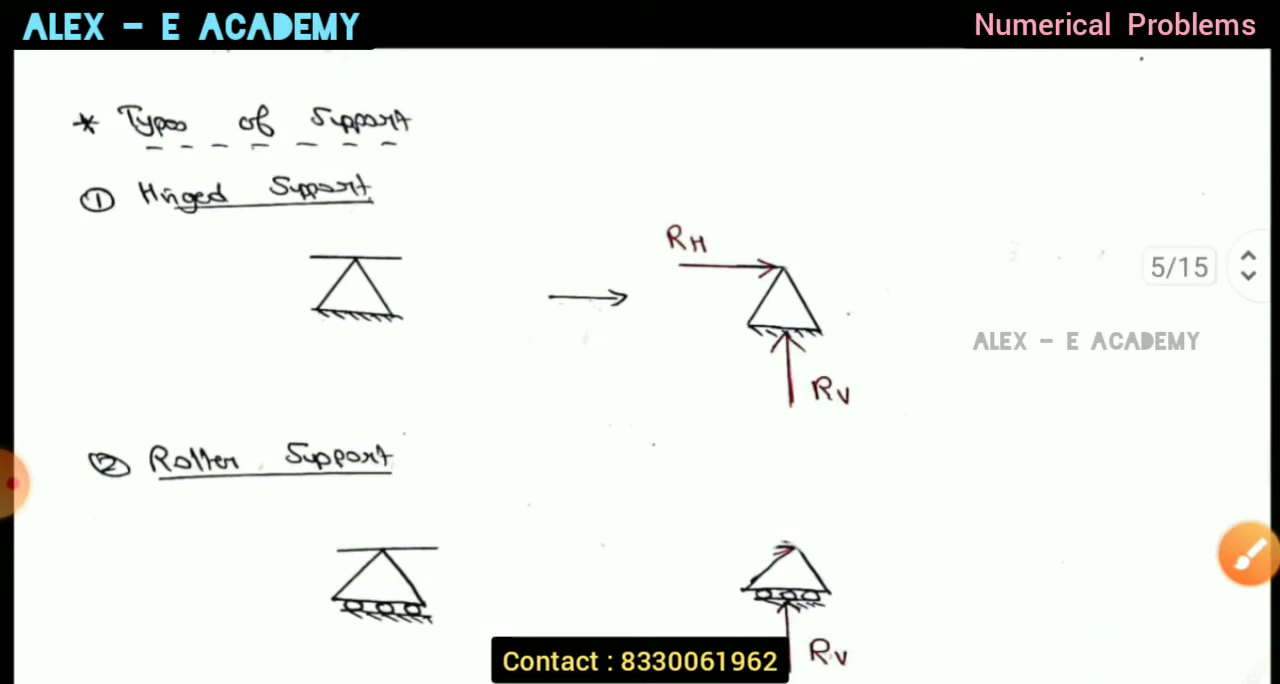 ALEX – E ACADEMY
Numerical Problems
* Types of Support
① Hinged Support
RH
5/15
ALEX – E ACADEMY
RV
② Roller Support
Contact : 8330061962
RV